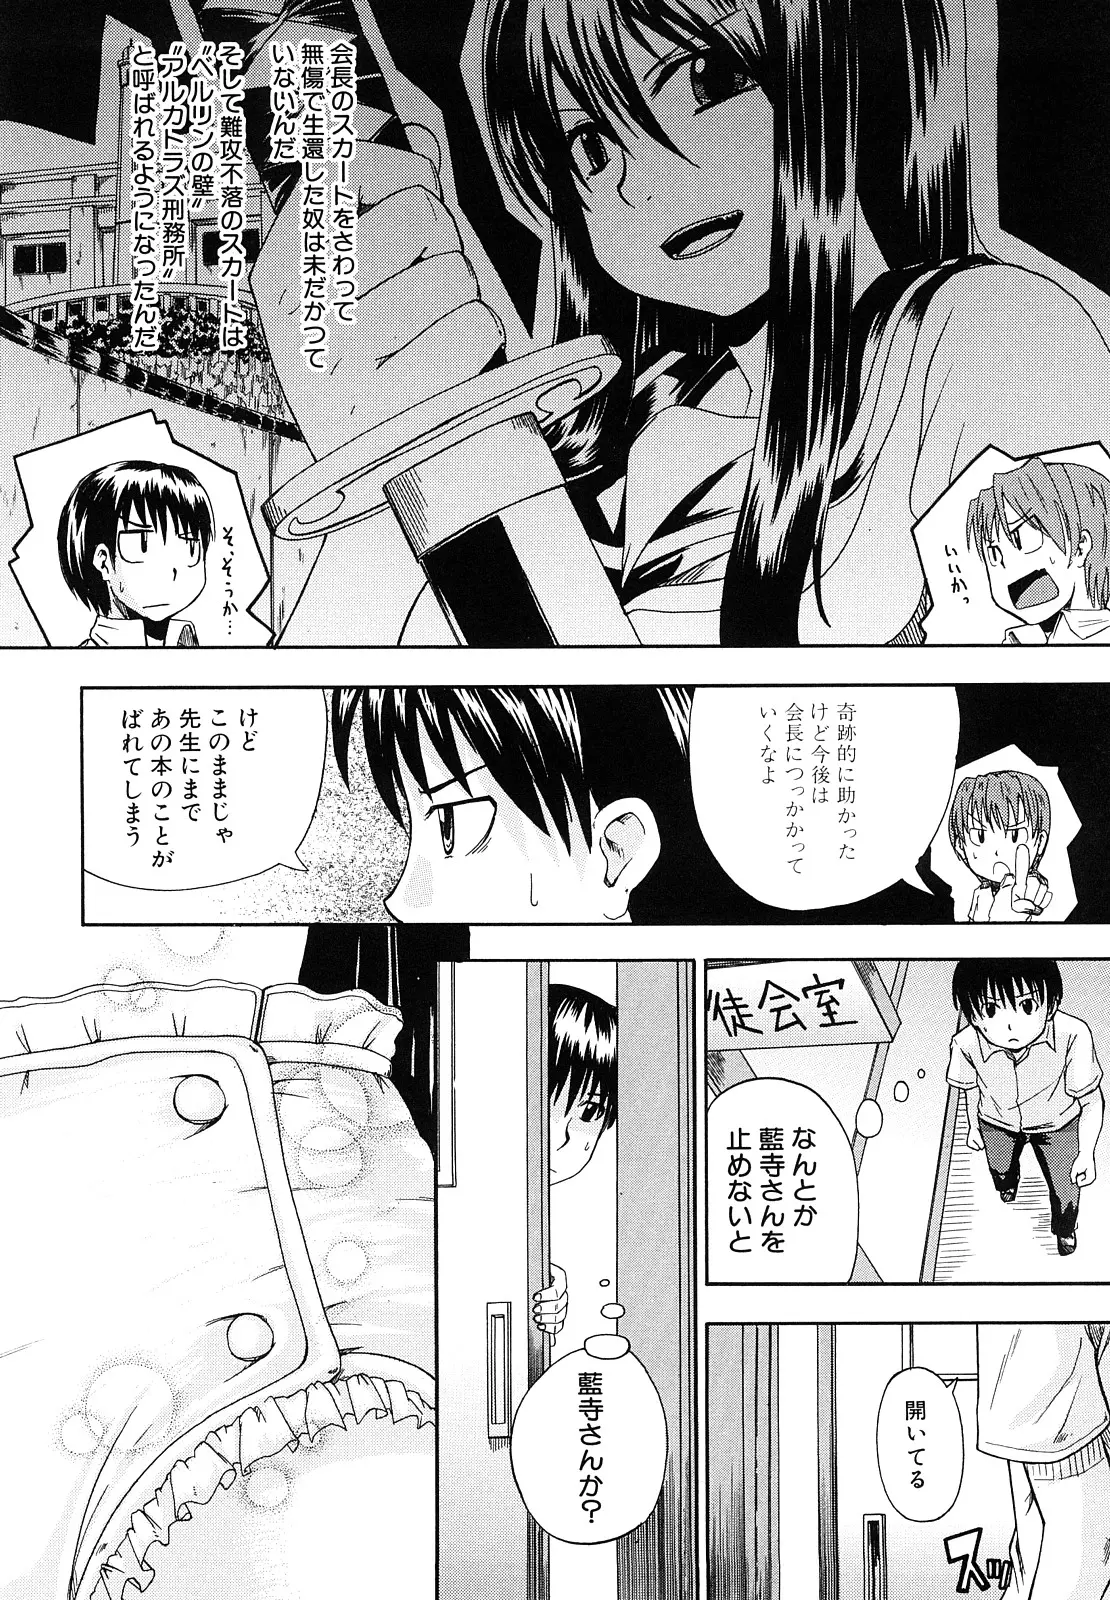 会長のスカートをさわって
無傷で生還した奴は未だかつて
いないんだ
そして難攻不落のスカートは
〝ベルリンの壁〟
〝アルカトラズ刑務所〟
と呼ばれるようになったんだ
いいかっ
そ、そうか…
奇跡的に助かった
けど今後は
会長につっかかって
いくなよ
けど
このままじゃ
先生にまで
あの本のことが
ばれてしまう
徒会室
なんとか
藍寺さんを
止めないと
開いてる
スッ
藍寺さんか?